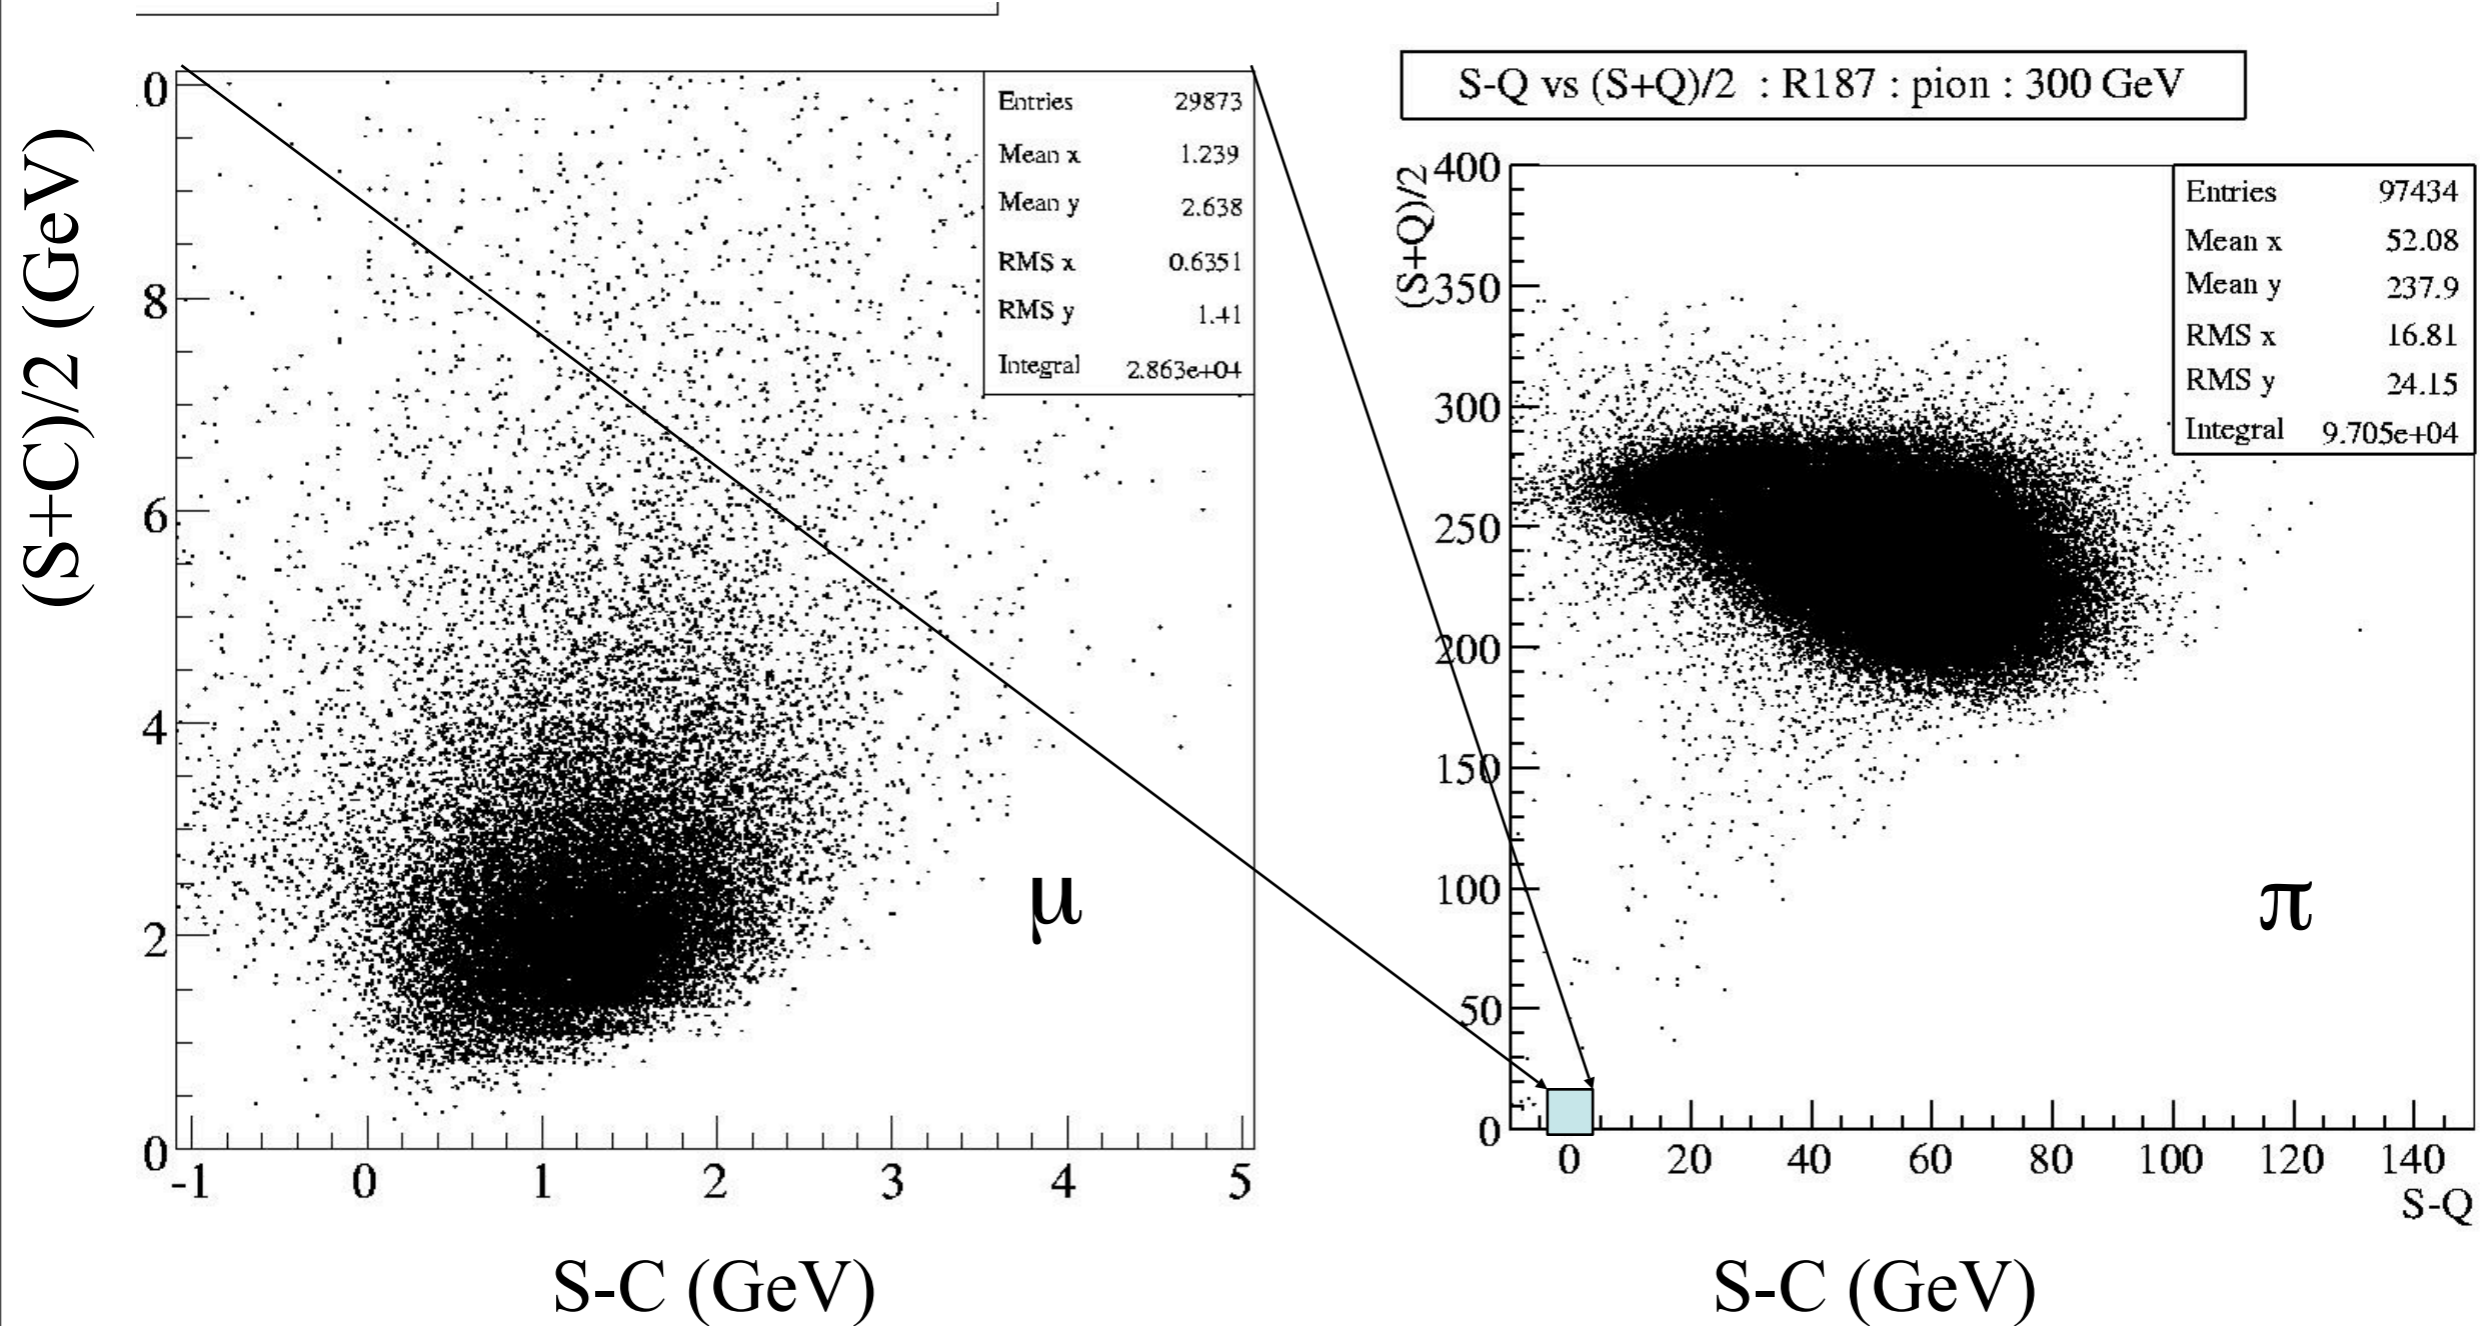 (S+C)/2 (GeV)
0
8
6
4
2
0
-1 0 1 2 3 4 5
S-C (GeV)
Entries 29873
Mean x 1.239
Mean y 2.638
RMS x 0.6351
RMS y 1.41
Integral 2.863e+04
μ
S-Q vs (S+Q)/2 : R187 : pion : 300 GeV
(S+Q)/2
400
350
300
250
200
150
100
50
0
0 20 40 60 80 100 120 140
S-Q
S-C (GeV)
Entries 97434
Mean x 52.08
Mean y 237.9
RMS x 16.81
RMS y 24.15
Integral 9.705e+04
π